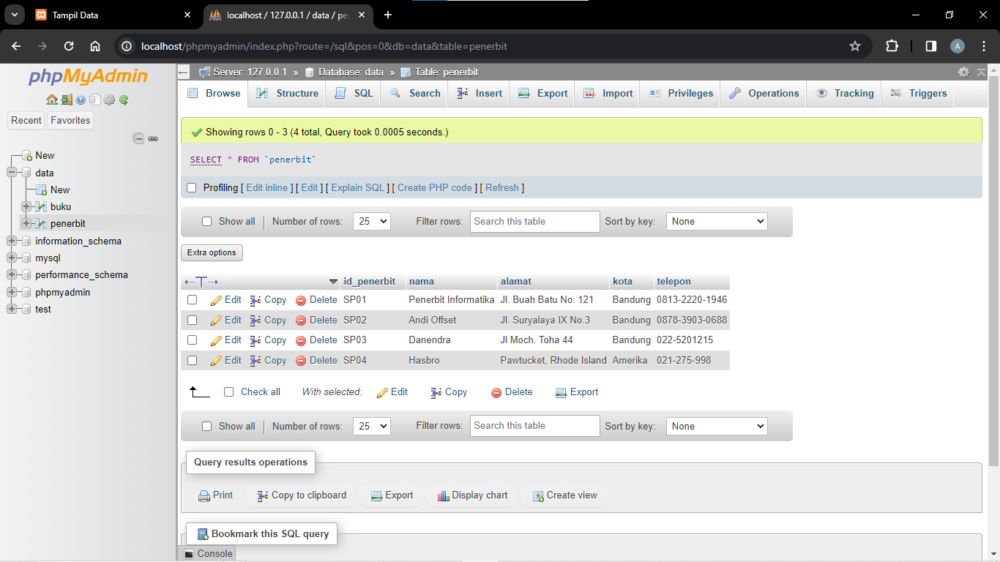 Tampil Data
localhost / 127.0.0.1 / data / pe
localhost/phpmyadmin/index.php?route=/sql&pos=0&db=data&table=penerbit
A
phpMyAdmin
Recent
Favorites
New
data
New
buku
penerbit
information_schema
mysql
performance_schema
phpmyadmin
test
Server: 127.0.0.1 » Database: data » Table: penerbit
Browse Structure SQL Search Insert Export Import Privileges Operations Tracking Triggers
Showing rows 0 - 3 (4 total, Query took 0.0005 seconds.)
SELECT * FROM `penerbit`
Profiling [ Edit inline ] [ Edit ] [ Explain SQL ] [ Create PHP code ] [ Refresh ]
Show all Number of rows: 25 Filter rows: Search this table Sort by key: None
Extra options
id_penerbit nama alamat kota telepon
Edit Copy Delete SP01 Penerbit Informatika Jl. Buah Batu No. 121 Bandung 0813-2220-1946
Edit Copy Delete SP02 Andi Offset Jl. Suryalaya IX No.3 Bandung 0878-3903-0688
Edit Copy Delete SP03 Danendra Jl Moch. Toha 44 Bandung 022-5201215
Edit Copy Delete SP04 Hasbro Pawtucket, Rhode Island Amerika 021-275-998
Check all With selected: Edit Copy Delete Export
Show all Number of rows: 25 Filter rows: Search this table Sort by key: None
Query results operations
Print Copy to clipboard Export Display chart Create view
Bookmark this SQL query
Console